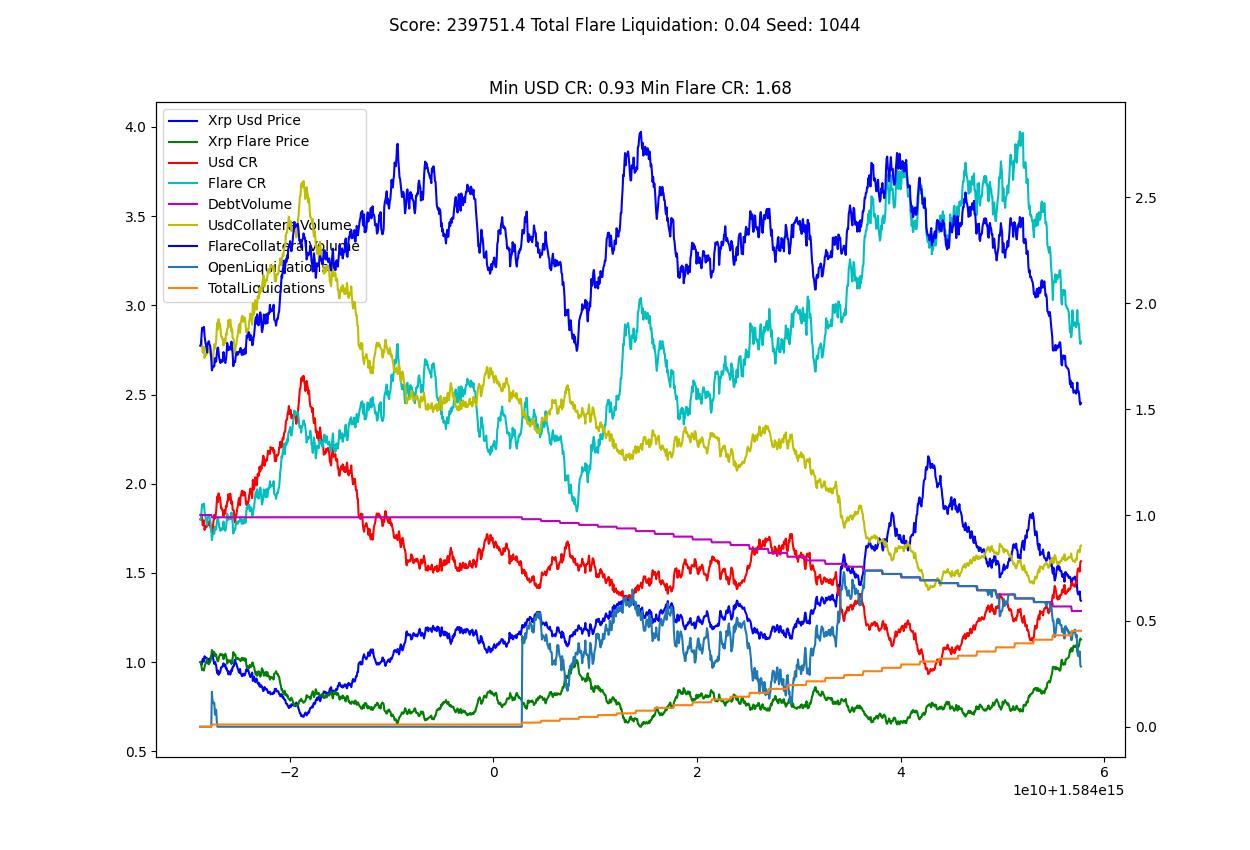 Score: 239751.4 Total Flare Liquidation: 0.04 Seed: 1044
Min USD CR: 0.93 Min Flare CR: 1.68
Xrp Usd Price
Xrp Flare Price
Usd CR
Flare CR
DebtVolume
UsdCollateralVolume
FlareCollateralVolume
OpenLiquidations
TotalLiquidations
4.0
3.5
3.0
2.5
2.0
1.5
1.0
0.5
2.5
2.0
1.5
1.0
0.5
0.0
−2
0
2
4
6
1e10+1.584e15